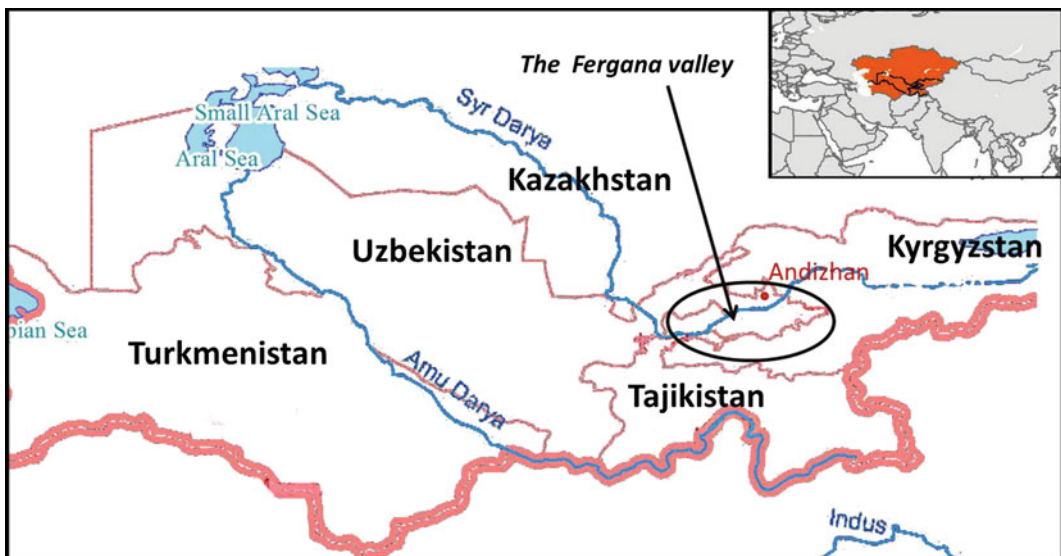 The Fergana valley
Small Aral Sea
Aral Sea
Syr Darya
Kazakhstan
Uzbekistan
Kyrgyzstan
Andizhan
pian Sea
Turkmenistan
Amu Darya
Tajikistan
Indus